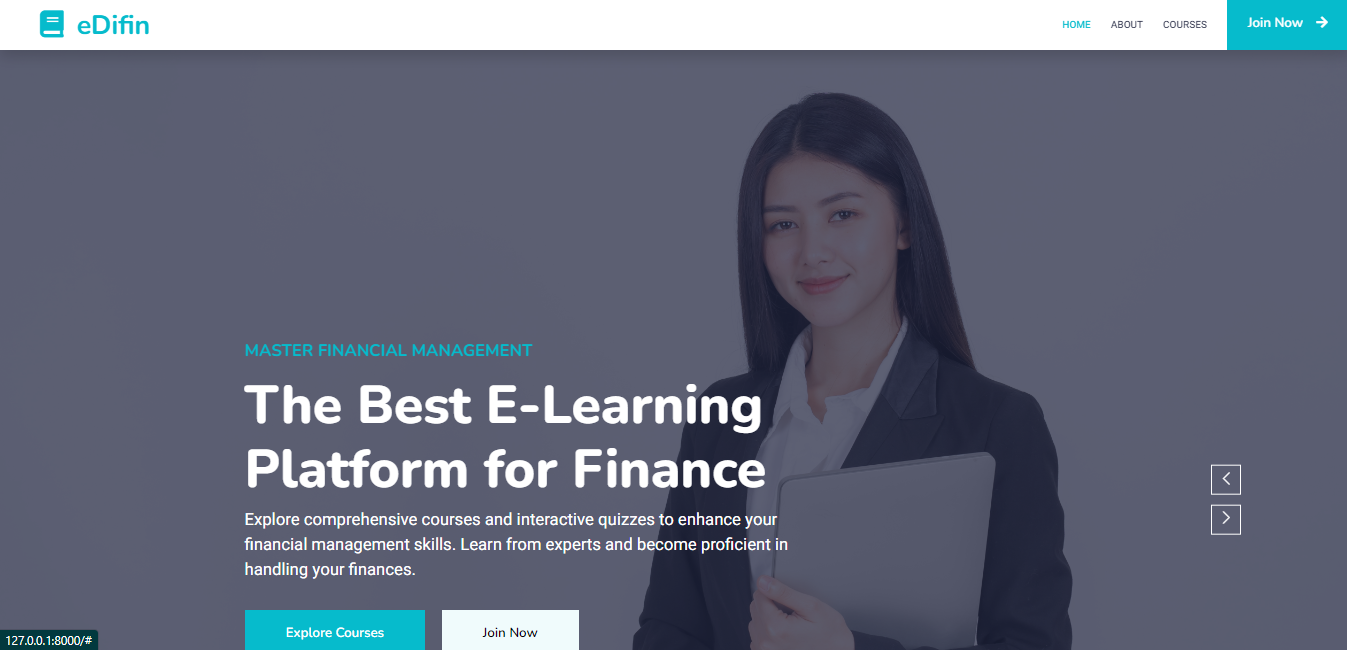 eDifin
HOME ABOUT COURSES Join Now
MASTER FINANCIAL MANAGEMENT
The Best E-Learning
Platform for Finance
Explore comprehensive courses and interactive quizzes to enhance your
financial management skills. Learn from experts and become proficient in
handling your finances.
Explore Courses Join Now
127.0.0.1:8000/#